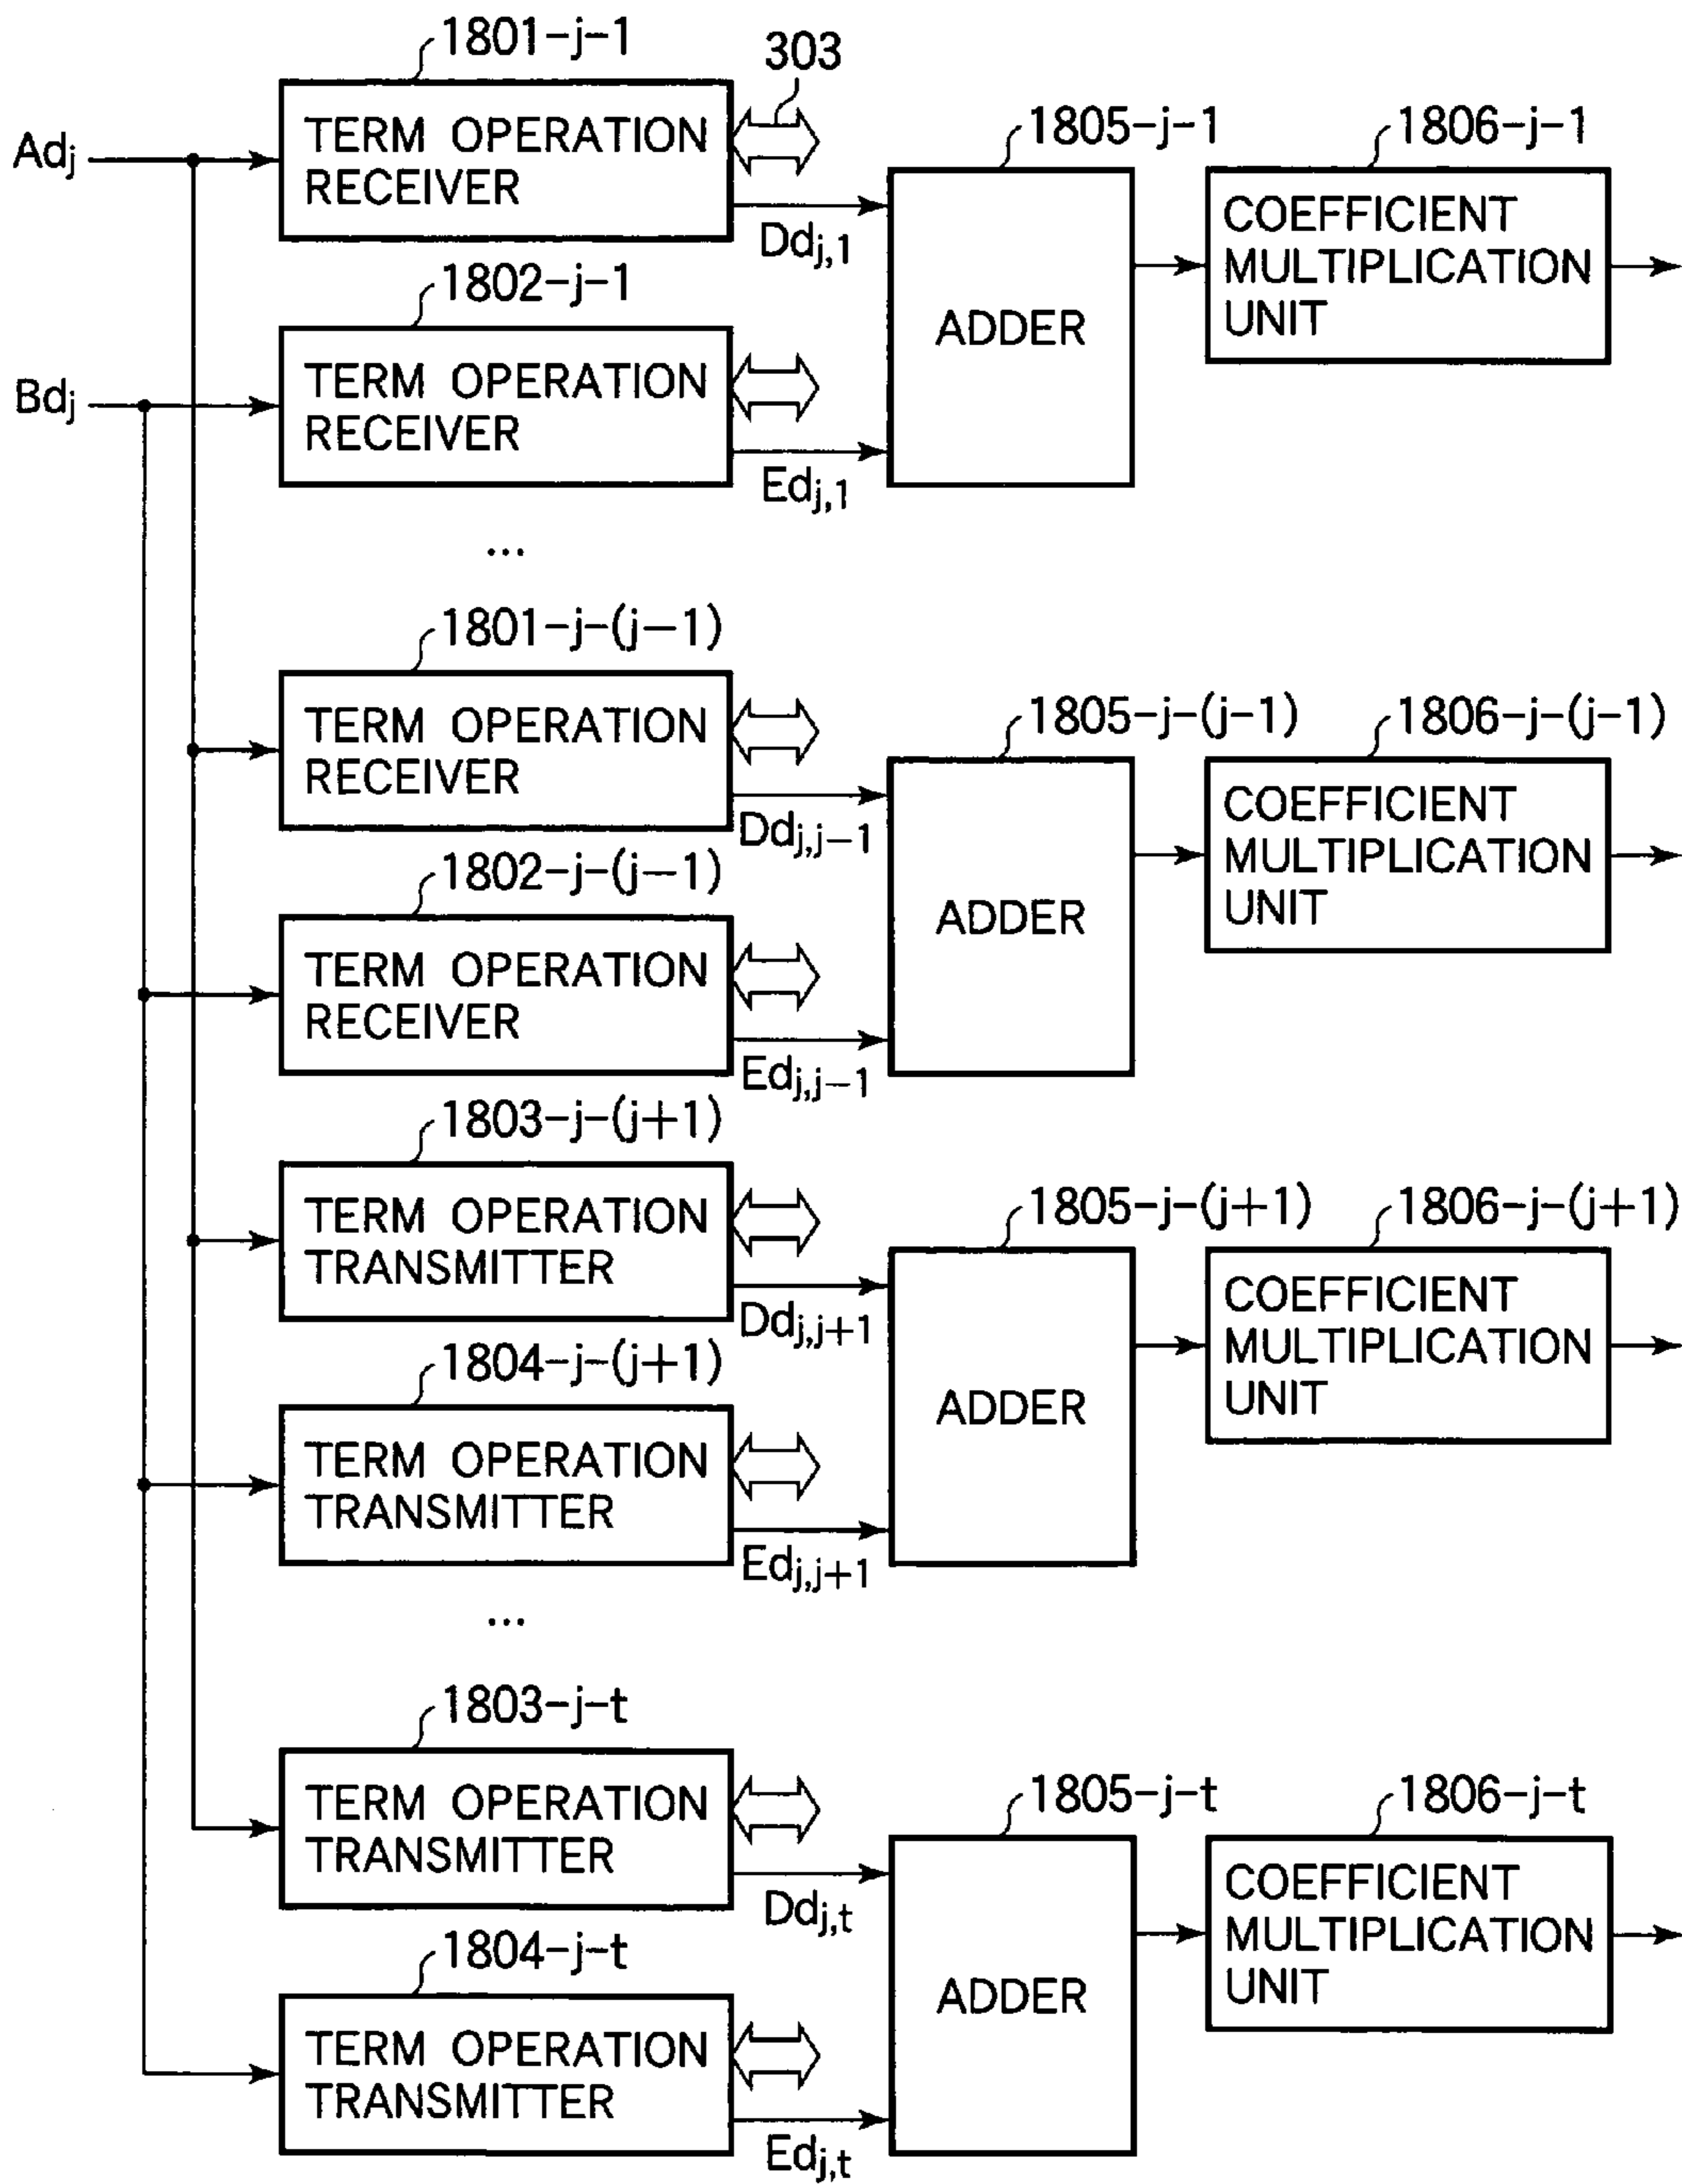 1801-j-1
303
Adj
TERM OPERATION
RECEIVER
Ddj,1
1805-j-1
1806-j-1
ADDER
COEFFICIENT
MULTIPLICATION
UNIT
1802-j-1
Bdj
TERM OPERATION
RECEIVER
Edj,1
...
1801-j-(j-1)
TERM OPERATION
RECEIVER
Ddj,j-1
1805-j-(j-1)
1806-j-(j-1)
ADDER
COEFFICIENT
MULTIPLICATION
UNIT
1802-j-(j-1)
TERM OPERATION
RECEIVER
Edj,j-1
1803-j-(j+1)
TERM OPERATION
TRANSMITTER
Ddj,j+1
1805-j-(j+1)
1806-j-(j+1)
ADDER
COEFFICIENT
MULTIPLICATION
UNIT
1804-j-(j+1)
TERM OPERATION
TRANSMITTER
Edj,j+1
...
1803-j-t
TERM OPERATION
TRANSMITTER
Ddj,t
1805-j-t
1806-j-t
ADDER
COEFFICIENT
MULTIPLICATION
UNIT
1804-j-t
TERM OPERATION
TRANSMITTER
Edj,t